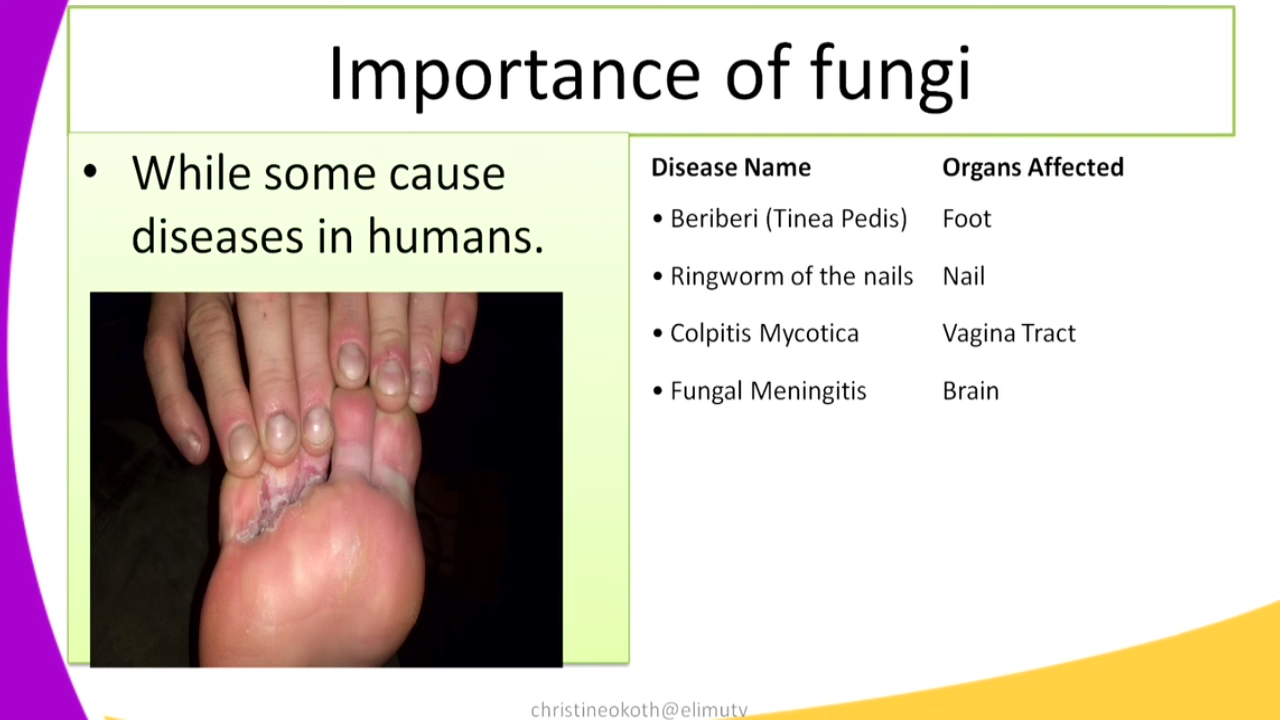 Importance of fungi
• While some cause
diseases in humans.
Disease Name Organs Affected
• Beriberi (Tinea Pedis) Foot
• Ringworm of the nails Nail
• Colpitis Mycotica Vagina Tract
• Fungal Meningitis Brain
christineokoth@elimutv